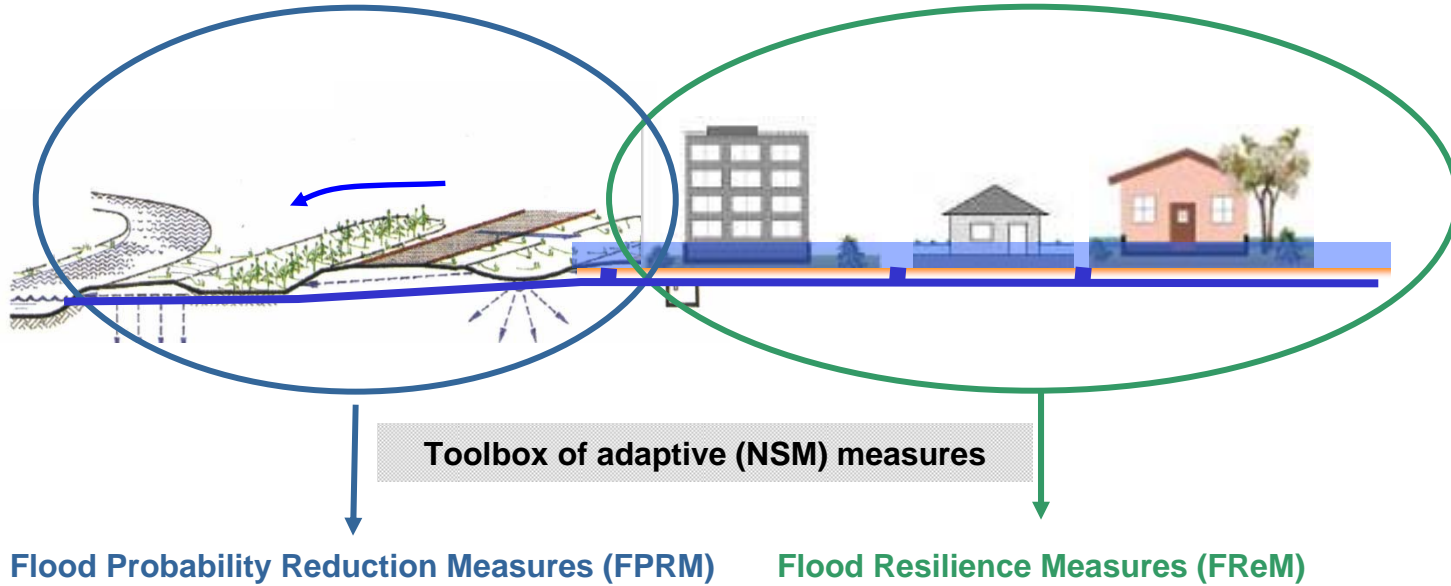 Toolbox of adaptive (NSM) measures
Flood Probability Reduction Measures (FPRM)
Flood Resilience Measures (FReM)